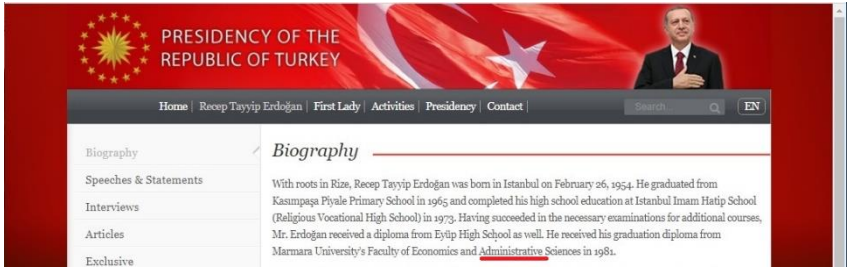 PRESIDENCY OF THE
REPUBLIC OF TURKEY
Home | Recep Tayyip Erdoğan | First Lady | Activities | Presidency | Contact |
Search...
EN
Biography
Speeches & Statements
Interviews
Articles
Exclusive
Biography
With roots in Rize, Recep Tayyip Erdoğan was born in Istanbul on February 26, 1954. He graduated from
Kasımpaşa Piyale Primary School in 1965 and completed his high school education at Istanbul Imam Hatip School
(Religious Vocational High School) in 1973. Having succeeded in the necessary examinations for additional courses,
Mr. Erdoğan received a diploma from Eyüp High School as well. He received his graduation diploma from
Marmara University's Faculty of Economics and Administrative Sciences in 1981.